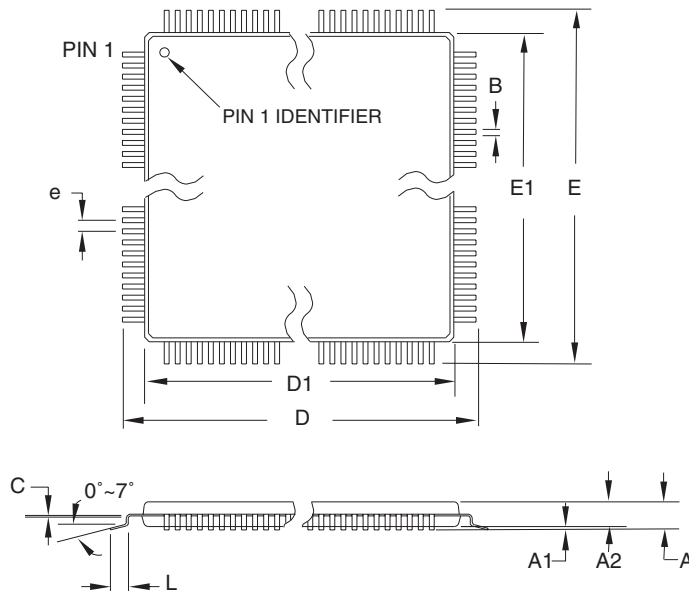 PIN 1
PIN 1 IDENTIFIER
B
e
E1
E
D1
D
C
0°~7°
L
A1
A2
A